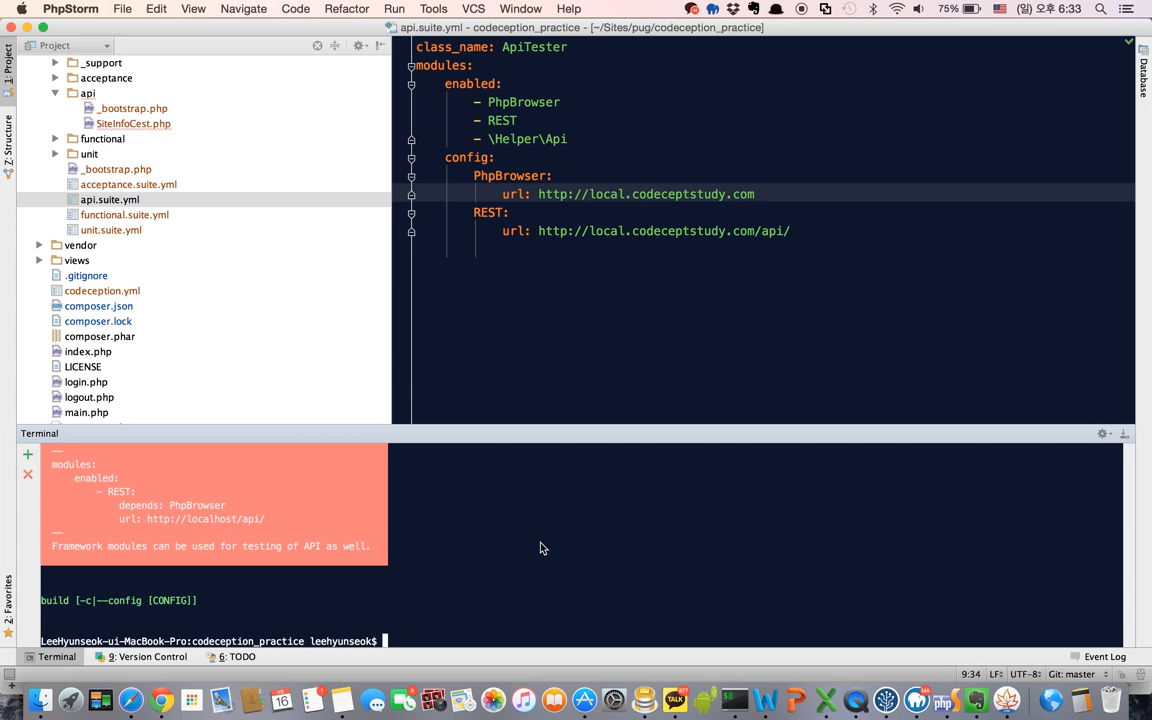 PhpStorm File Edit View Navigate Code Refactor Run Tools VCS Window Help 75% (일) 오후 6:33
api.suite.yml - codeception_practice - [~/Sites/pug/codeception_practice]
Project
class_name: ApiTester
modules:
enabled:
- PhpBrowser
- REST
- \Helper\Api
config:
PhpBrowser:
url: http://local.codeceptstudy.com
REST:
url: http://local.codeceptstudy.com/api/
1: Project
Z: Structure
2: Favorites
Database
_support
acceptance
api
_bootstrap.php
SiteInfoCest.php
functional
unit
_bootstrap.php
acceptance.suite.yml
api.suite.yml
functional.suite.yml
unit.suite.yml
vendor
views
.gitignore
codeception.yml
composer.json
composer.lock
composer.phar
index.php
LICENSE
login.php
logout.php
main.php
Terminal
--
modules:
enabled:
- REST:
depends: PhpBrowser
url: http://localhost/api/
--
Framework modules can be used for testing of API as well.
build [-c|--config [CONFIG]]
LeeHyunseok-ui-MacBook-Pro:codeception_practice leehyunseok$
Terminal 9: Version Control 6: TODO Event Log
9:34 LF UTF-8 Git: master